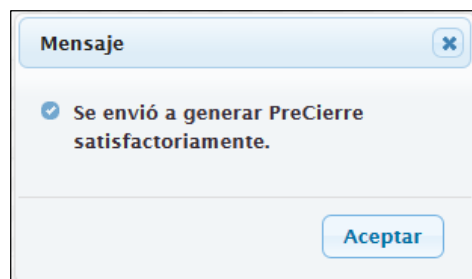 Mensaje
Se envió a generar PreCierre
satisfactoriamente.
Aceptar